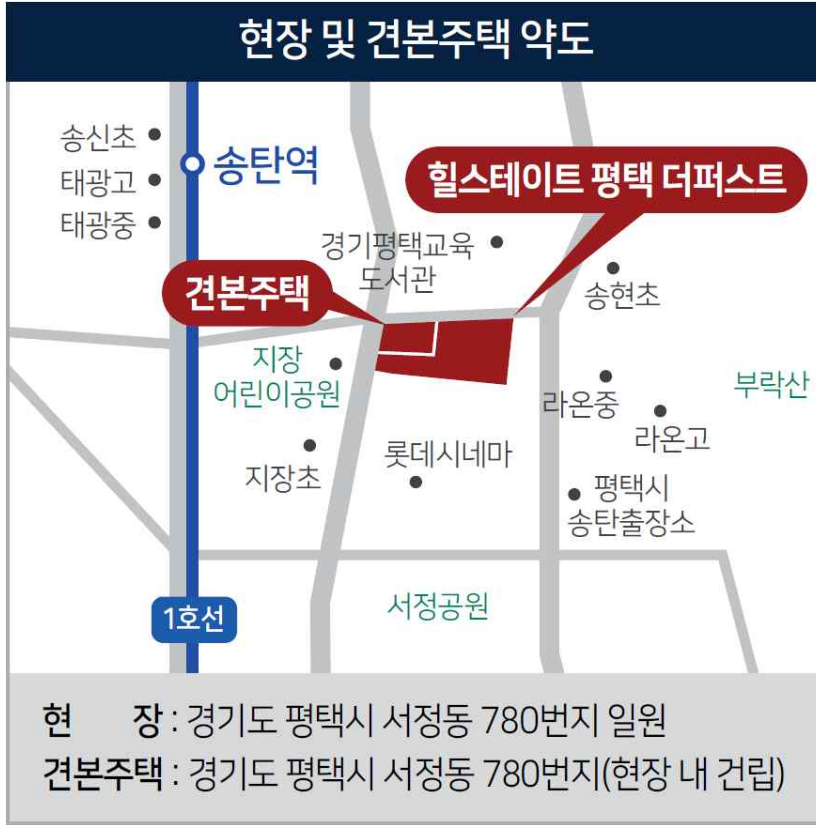 현장 및 견본주택 약도
송신초
태광고
태광중
송탄역
힐스테이트 평택 더퍼스트
경기평택교육
도서관
송현초
견본주택
지장
어린이공원
라온중
라온고
부락산
지장초
롯데시네마
평택시
송탄출장소
1호선
서정공원
현 장 : 경기도 평택시 서정동 780번지 일원
견본주택 : 경기도 평택시 서정동 780번지(현장 내 건립)